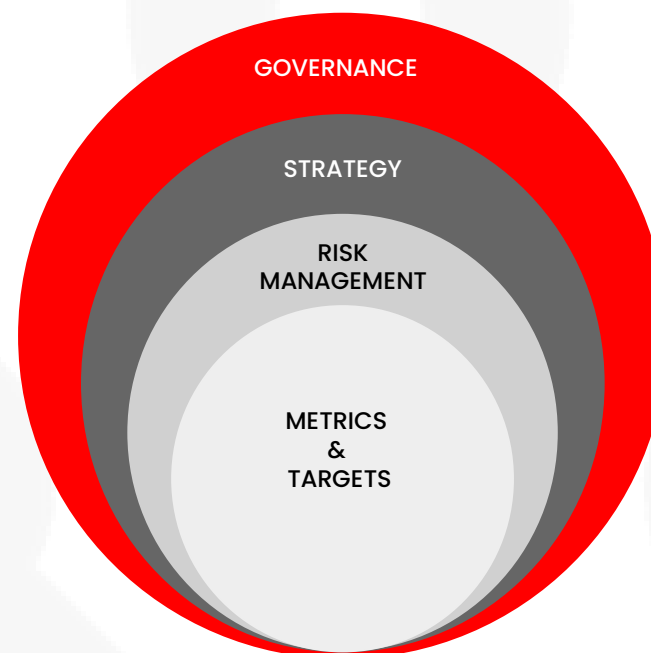 GOVERNANCE
STRATEGY
RISK
MANAGEMENT
METRICS
&
TARGETS